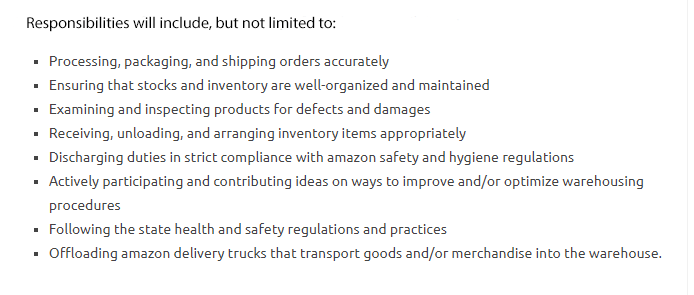 Responsibilities will include, but not limited to:
▪ Processing, packaging, and shipping orders accurately
▪ Ensuring that stocks and inventory are well-organized and maintained
▪ Examining and inspecting products for defects and damages
▪ Receiving, unloading, and arranging inventory items appropriately
▪ Discharging duties in strict compliance with amazon safety and hygiene regulations
▪ Actively participating and contributing ideas on ways to improve and/or optimize warehousing
procedures
▪ Following the state health and safety regulations and practices
▪ Offloading amazon delivery trucks that transport goods and/or merchandise into the warehouse.